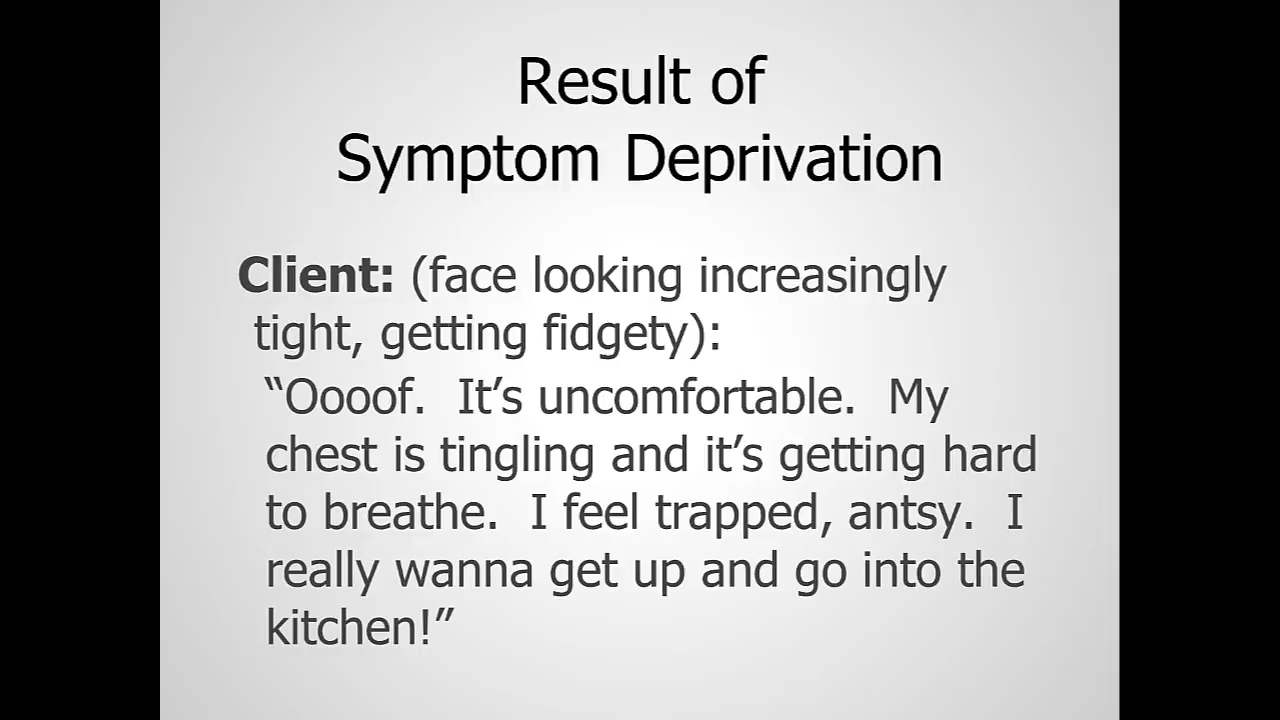 Result of
Symptom Deprivation
Client: (face looking increasingly
tight, getting fidgety):
“Oooof.  It’s uncomfortable.  My
chest is tingling and it’s getting hard
to breathe.  I feel trapped, antsy.  I
really wanna get up and go into the
kitchen!”